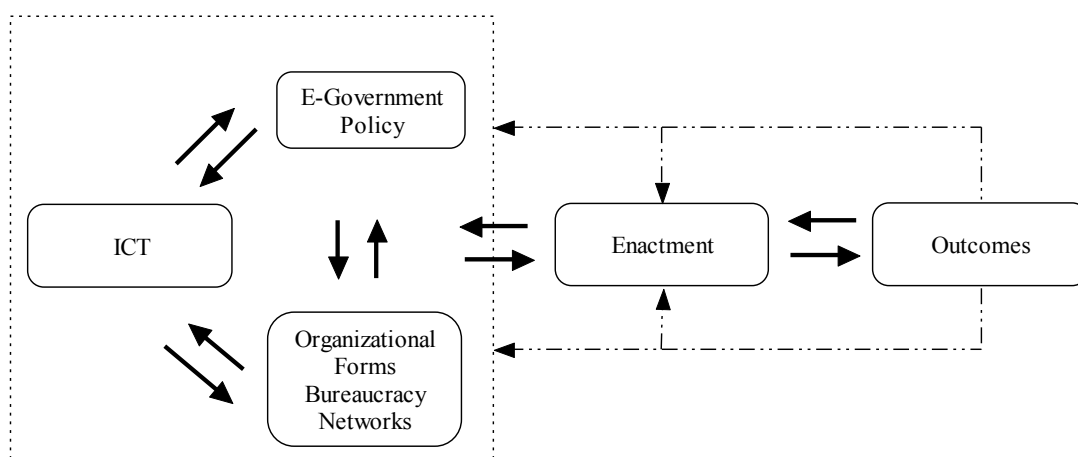 E-Government
Policy
ICT
Enactment
Outcomes
Organizational
Forms
Bureaucracy
Networks